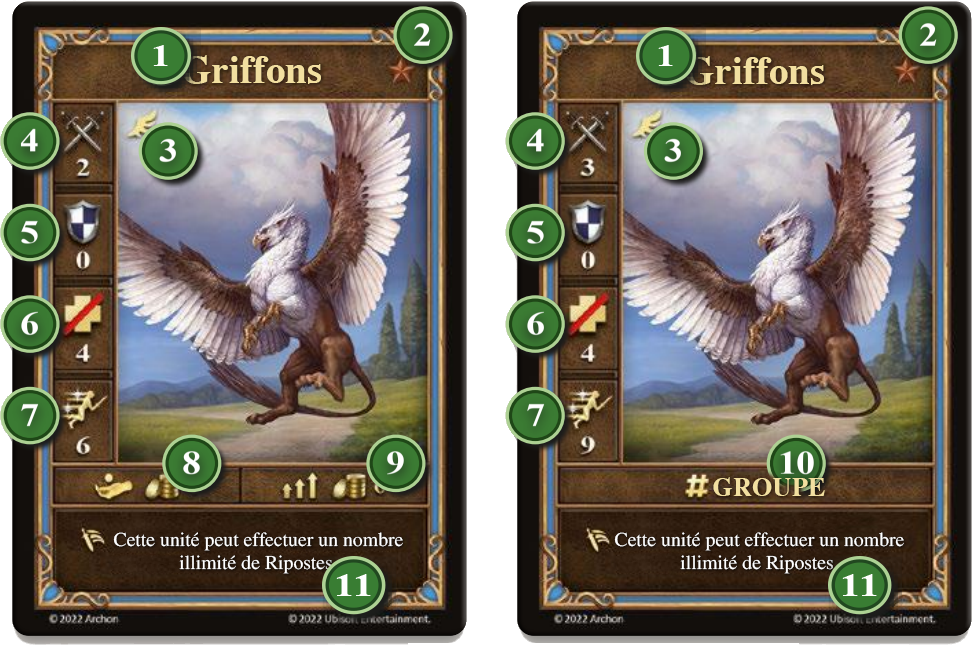 1
2
Griffons
4
2
3
5
0
6
4
7
6
8
9
Cette unité peut effectuer un nombre
illimité de Ripostes
11
© 2022 Archon
© 2022 Ubisoft Entertainment.
1
2
Griffons
4
3
3
5
0
6
4
7
9
10
# GROUPE
Cette unité peut effectuer un nombre
illimité de Ripostes
11
© 2022 Archon
© 2022 Ubisoft Entertainment.